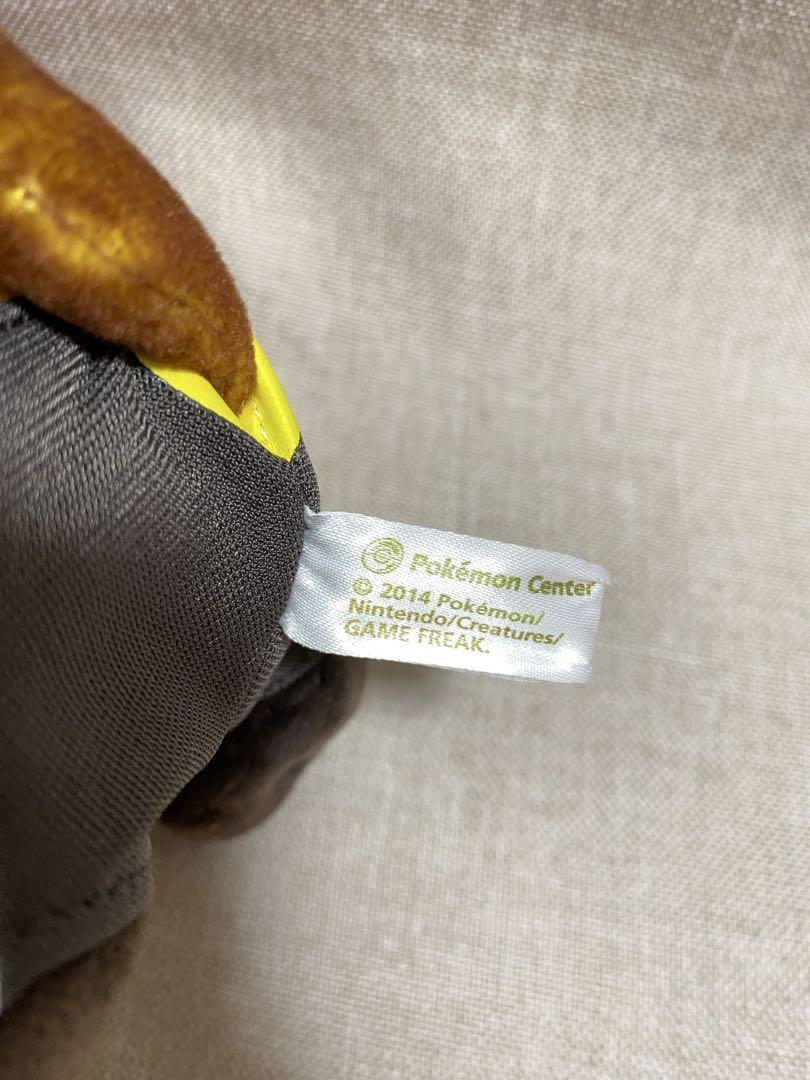 Pokémon Center
© 2014 Pokémon/
Nintendo/Creatures/
GAME FREAK.